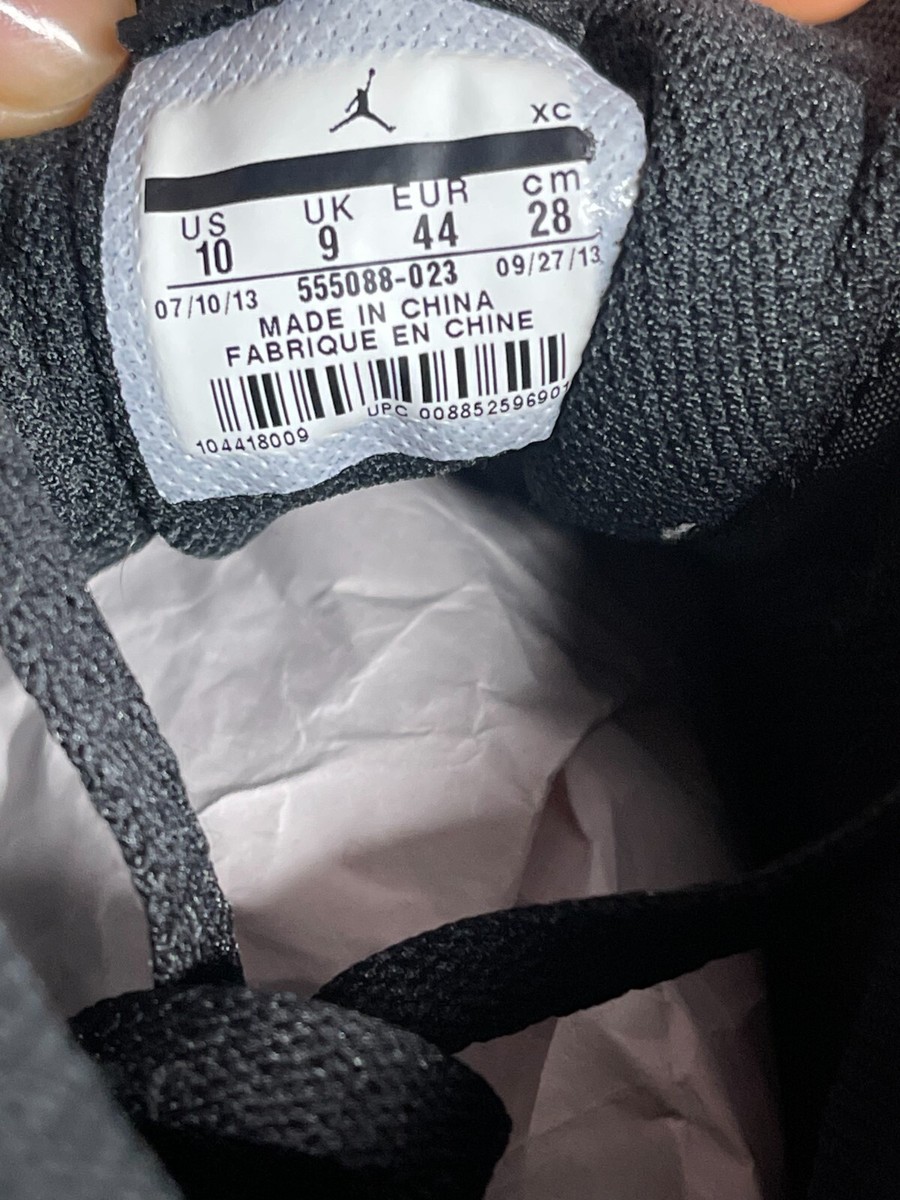 XC
US UK EUR cm
10 9 44 28
07/10/13 555088-023 09/27/13
MADE IN CHINA
FABRIQUE EN CHINE
UPC 00885259690
104418009